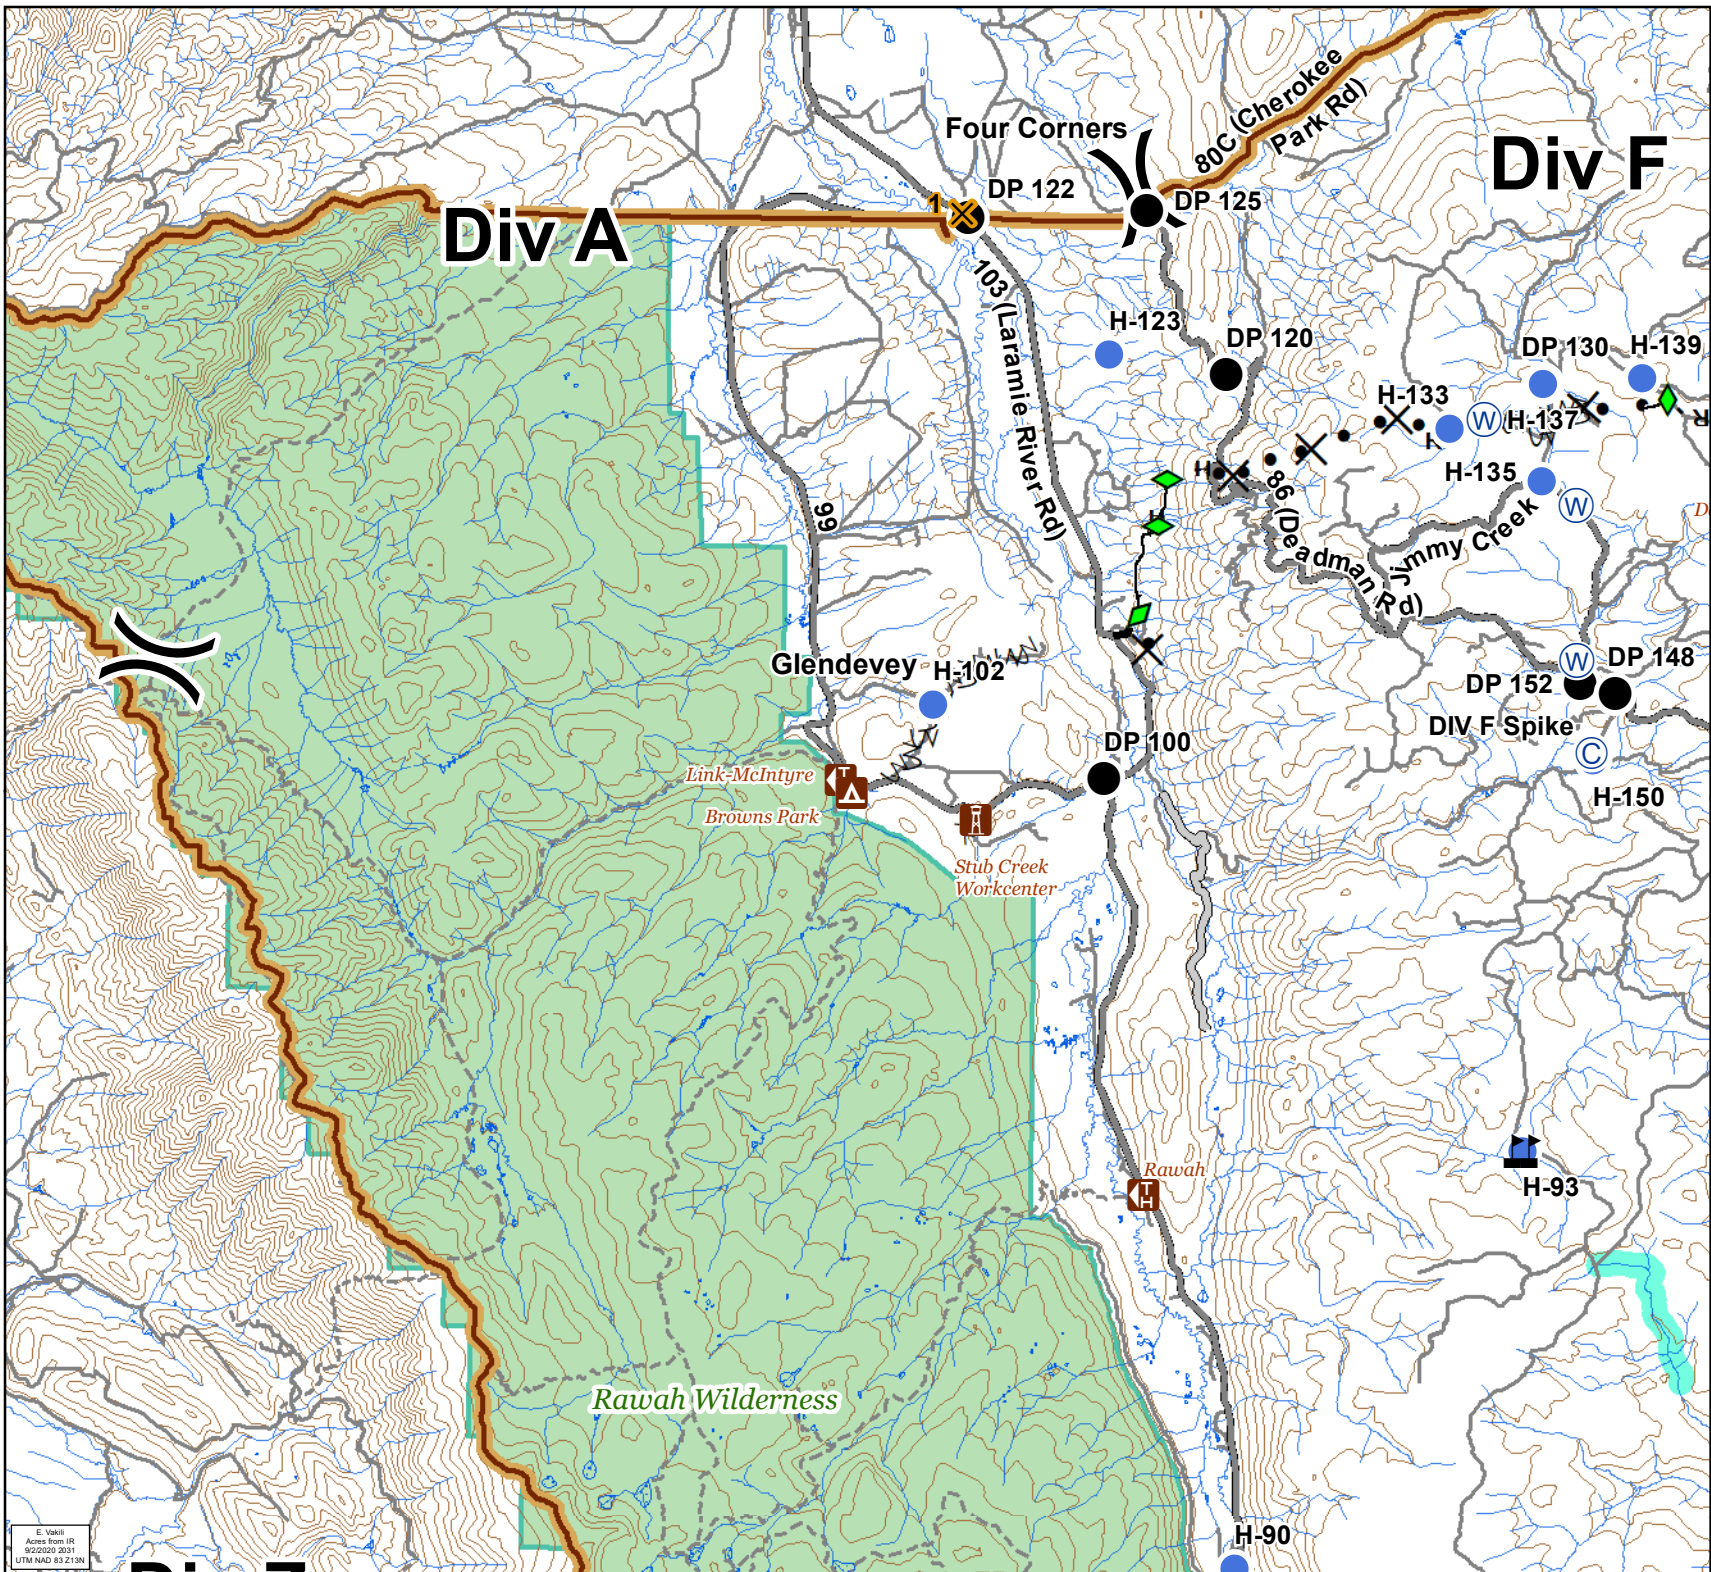 80C (Cherokee
Park Rd)
Four Corners
Div F
DP 122
DP 125
1
Div A
103 (Laramie River Rd)
H-123
DP 120
DP 130
H-139
H-133
W
H-137
R
H
H
H-135
W
99
86 (Deadman Rd)
Jimmy Creek
H
D
W
DP 148
Glendevey
H-102
DP 152
DIV F Spike
C
DP 100
H-150
Link-McIntyre
T
Browns Park
Stub Creek
Workcenter
Rawah
T
H
H-93
Rawah Wilderness
H-90
E. Vakili
Acres from IR
9/2/2020 2031
UTM NAD 83 Z13N